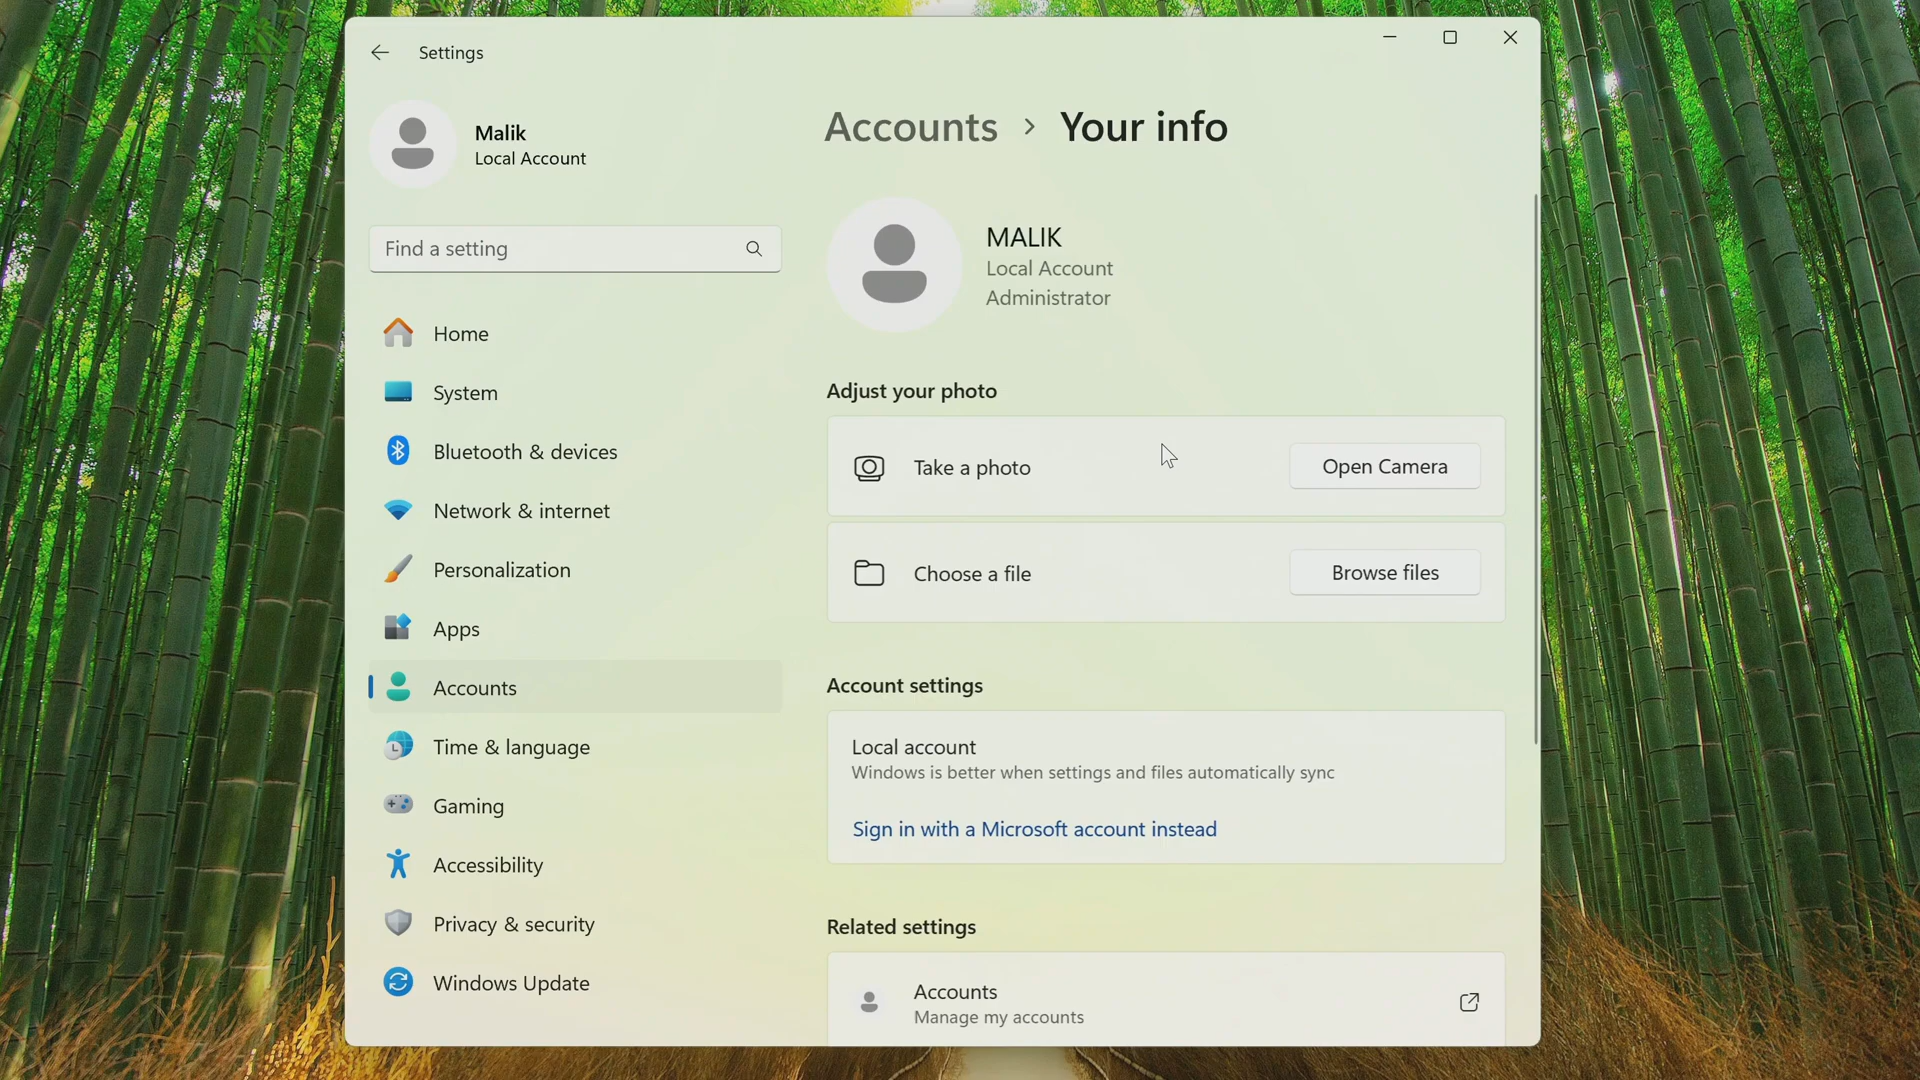 Settings
Malik
Local Account
Find a setting
Home
System
Bluetooth & devices
Network & internet
Personalization
Apps
Accounts
Time & language
Gaming
Accessibility
Privacy & security
Windows Update
Accounts > Your info
MALIK
Local Account
Administrator
Adjust your photo
Take a photo
Open Camera
Choose a file
Browse files
Account settings
Local account
Windows is better when settings and files automatically sync
Sign in with a Microsoft account instead
Related settings
Accounts
Manage my accounts